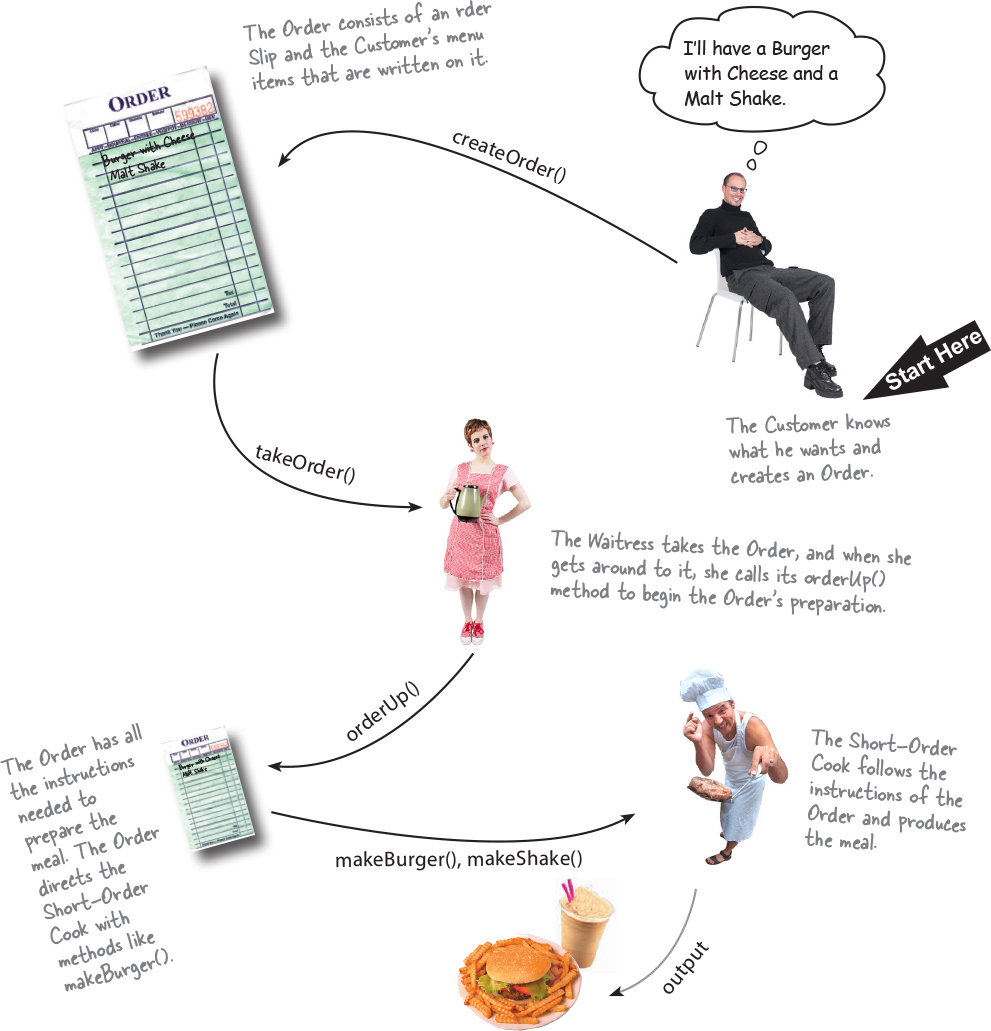 The Order consists of an rder
Slip and the Customer's menu
items that are written on it.
I'll have a Burger
with Cheese and a
Malt Shake.
ORDER
599392
Burger with Cheese
Malt Shake
Tax
Total
Thank You — Please Come Again
createOrder()
Start Here
The Customer knows
what he wants and
creates an Order.
takeOrder()
The Waitress takes the Order, and when she
gets around to it, she calls its orderUp()
method to begin the Order's preparation.
orderUp()
The Order has all
the instructions
needed to
prepare the
meal. The Order
directs the
Short-Order
Cook with
methods like
makeBurger().
ORDER
Burger with Cheese
Malt Shake
makeBurger(), makeShake()
The Short-Order
Cook follows the
instructions of the
Order and produces
the meal.
output